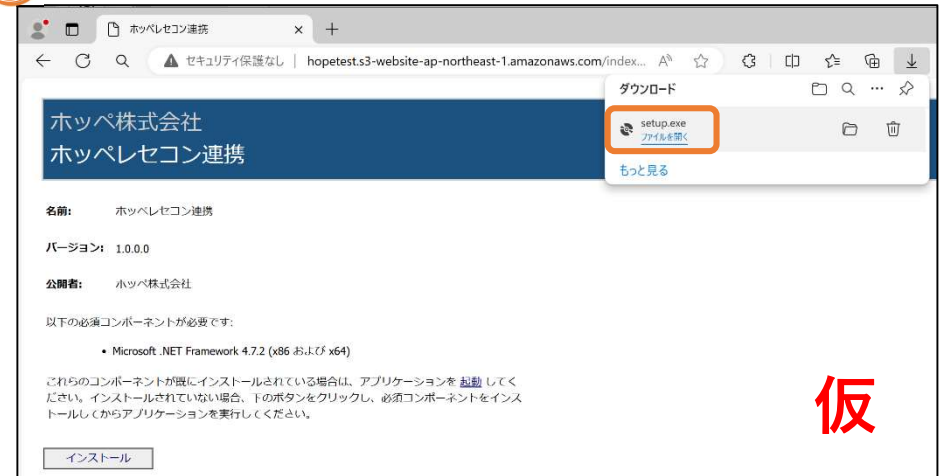 ホッペレセコン連携
セキュリティ保護なし | hopetest.s3-website-ap-northeast-1.amazonaws.com/index...
ダウンロード
setup.exe
ファイルを開く
もっと見る
ホッペ株式会社
ホッペレセコン連携
名前: ホッペレセコン連携
バージョン: 1.0.0.0
公開者: ホッペ株式会社
以下の必須コンポーネントが必要です:
• Microsoft .NET Framework 4.7.2 (x86 および x64)
これらのコンポーネントが既にインストールされている場合は、アプリケーションを 起動 してく
ださい。インストールされていない場合、下のボタンをクリックし、必須コンポーネントをインス
トールしてからアプリケーションを実行してください。
仮
インストール